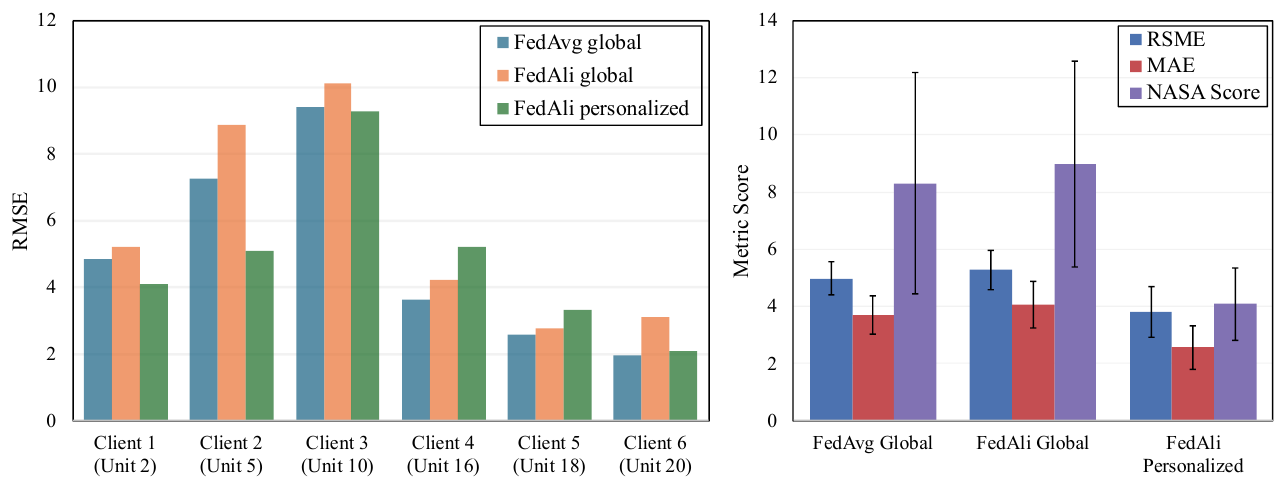 12
10
8
6
4
2
0
RMSE
FedAvg global
FedAli global
FedAli personalized
Client 1
(Unit 2)
Client 2
(Unit 5)
Client 3
(Unit 10)
Client 4
(Unit 16)
Client 5
(Unit 18)
Client 6
(Unit 20)
14
12
10
8
6
4
2
0
Metric Score
RSME
MAE
NASA Score
FedAvg Global
FedAli Global
FedAli
Personalized